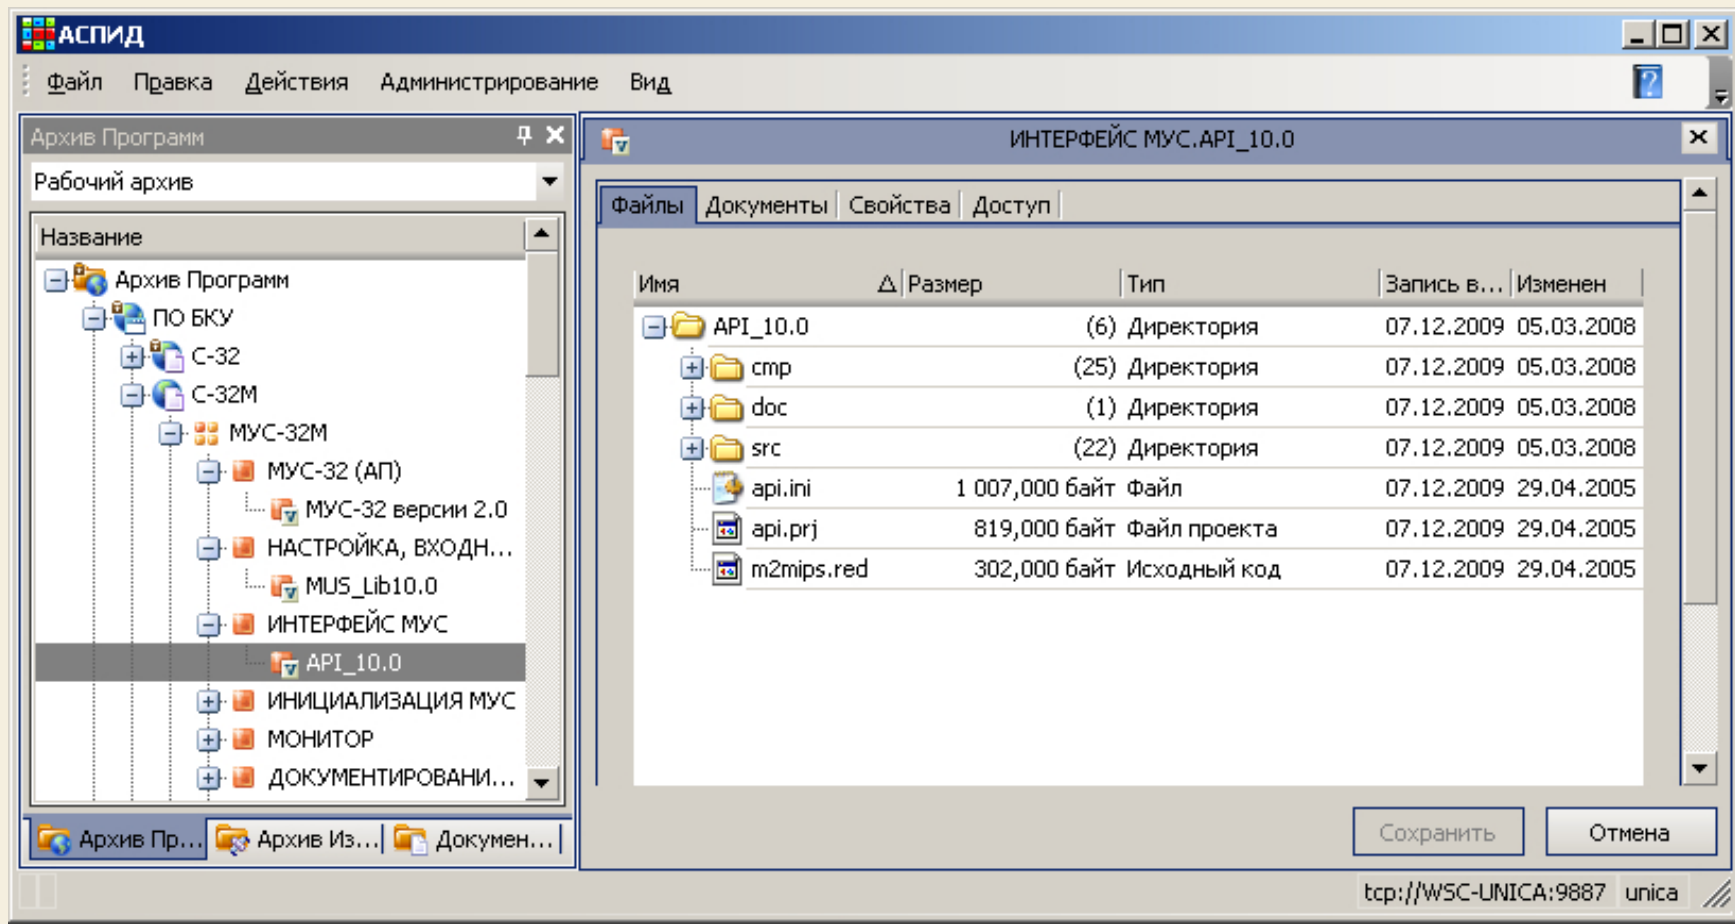 АСПИД
Файл Правка Действия Администрирование Вид
Архив Программ
Рабочий архив
Название
Архив Программ
ПО БКУ
С-32
С-32М
МУС-32М
МУС-32 (АП)
МУС-32 версии 2.0
НАСТРОЙКА, ВХОДН...
MUS_Lib10.0
ИНТЕРФЕЙС МУС
API_10.0
ИНИЦИАЛИЗАЦИЯ МУС
МОНИТОР
ДОКУМЕНТИРОВАНИ...
Архив Пр... Архив Из... Докумен...
ИНТЕРФЕЙС МУС.API_10.0
Файлы Документы Свойства Доступ
Имя Размер Тип Запись в... Изменен
API_10.0 (6) Директория 07.12.2009 05.03.2008
cmp (25) Директория 07.12.2009 05.03.2008
doc (1) Директория 07.12.2009 05.03.2008
src (22) Директория 07.12.2009 05.03.2008
api.ini 1 007,000 байт Файл 07.12.2009 29.04.2005
api.prj 819,000 байт Файл проекта 07.12.2009 29.04.2005
m2mips.red 302,000 байт Исходный код 07.12.2009 29.04.2005
Сохранить Отмена
tcp://WSC-UNICA:9887 unica